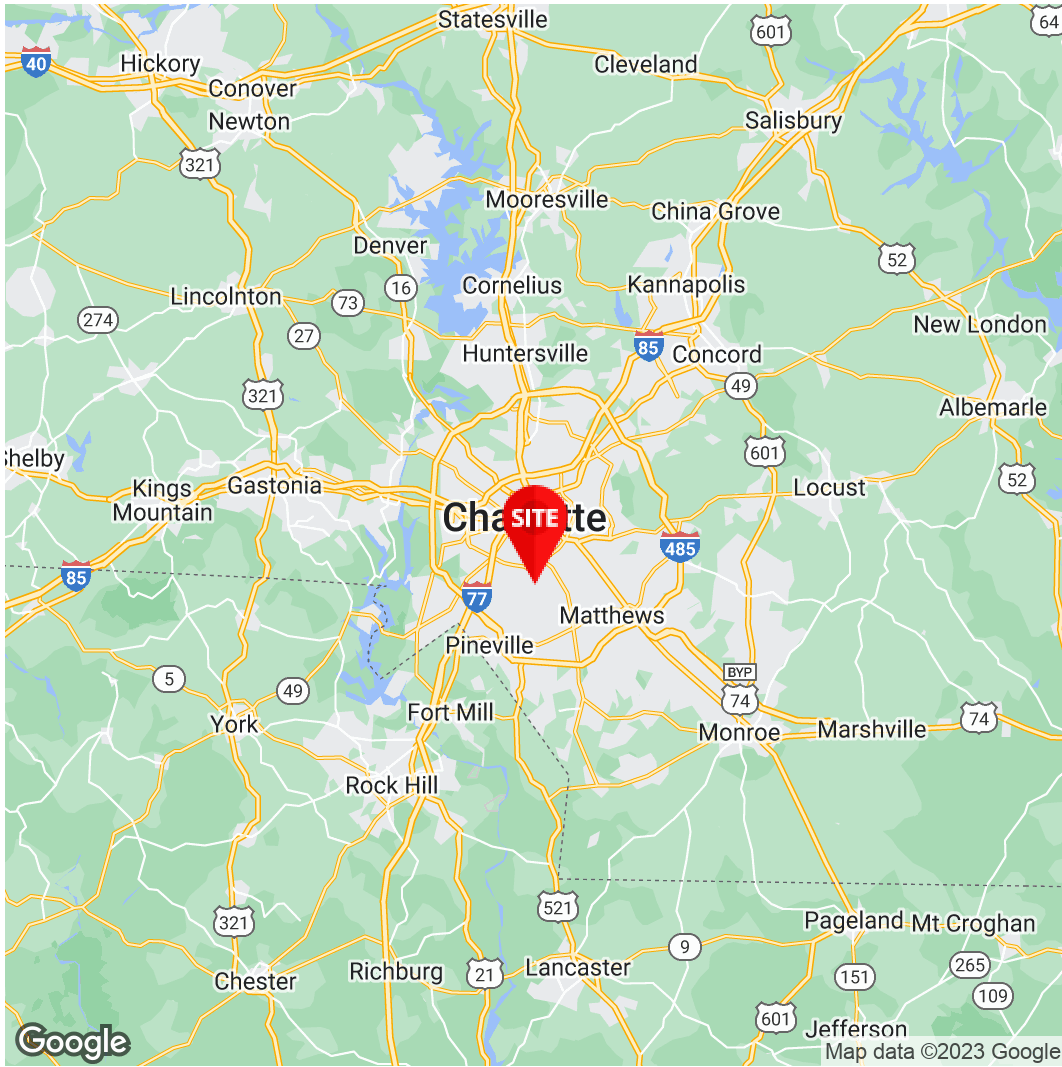 Statesville
601
64
40
Hickory
Cleveland
Conover
Newton
Salisbury
321
Mooresville
China Grove
Denver
52
Cornelius
Kannapolis
16
Lincolnton
73
274
27
New London
85
Huntersville
Concord
49
321
Albemarle
601
Shelby
52
Gastonia
Kings
Mountain
Locust
Cha
SITE
tte
485
85
77
Matthews
Pineville
BYP
5
49
74
Fort Mill
74
York
Monroe
Marshville
Rock Hill
521
321
Pageland
Mt Croghan
9
Richburg
21
Lancaster
265
151
Chester
109
601
Jefferson
Google
Map data ©2023 Google